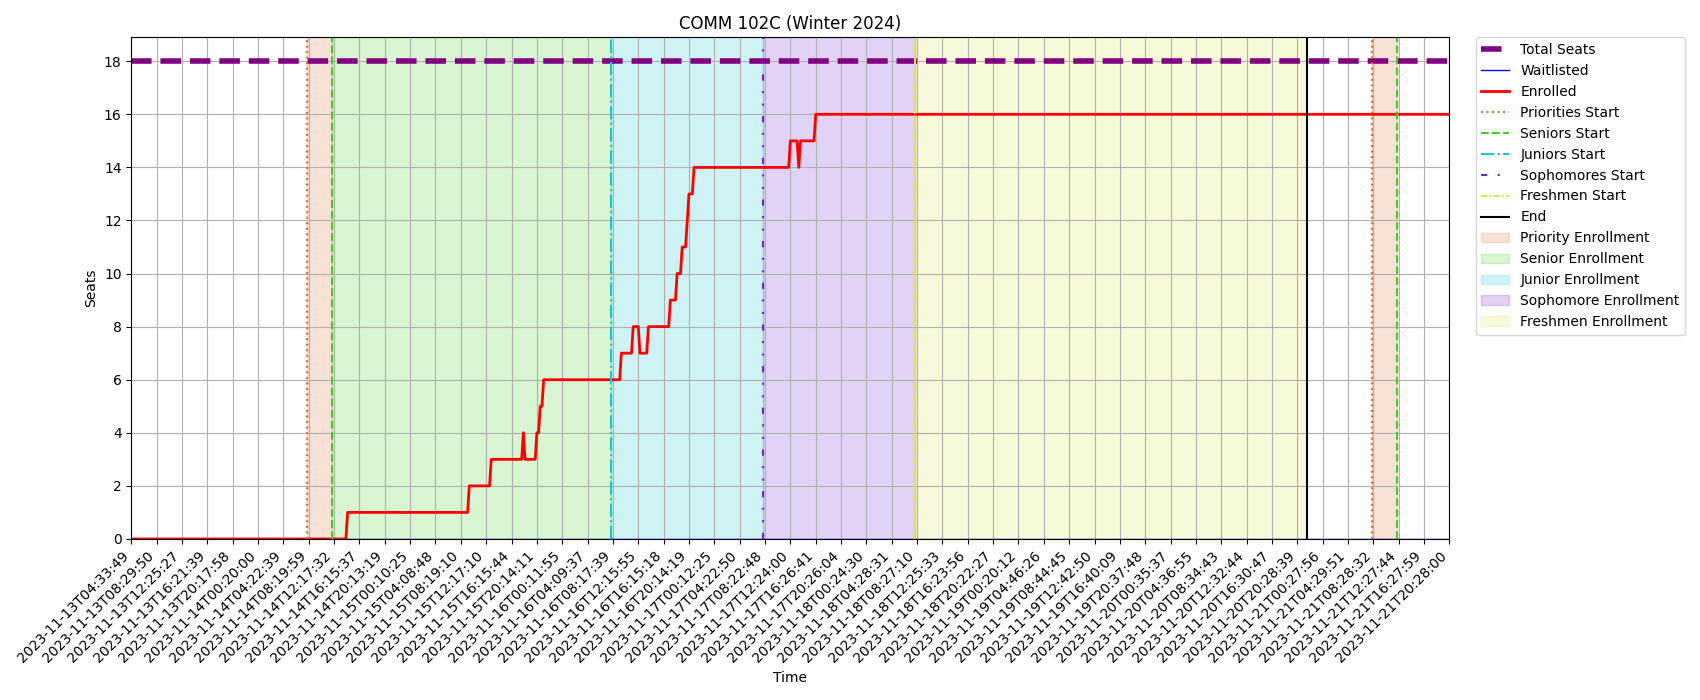 COMM 102C (Winter 2024)
Total Seats
Waitlisted
Enrolled
Priorities Start
Seniors Start
Juniors Start
Sophomores Start
Freshmen Start
End
Priority Enrollment
Senior Enrollment
Junior Enrollment
Sophomore Enrollment
Freshmen Enrollment
Seats
18
16
14
12
10
8
6
4
2
0
2023-11-13T04:33:49
2023-11-13T08:29:50
2023-11-13T12:25:27
2023-11-13T16:21:39
2023-11-13T20:17:58
2023-11-14T00:20:00
2023-11-14T04:22:39
2023-11-14T08:19:59
2023-11-14T12:17:32
2023-11-14T16:15:37
2023-11-14T20:13:19
2023-11-15T00:10:25
2023-11-15T04:08:48
2023-11-15T08:19:10
2023-11-15T12:17:10
2023-11-15T16:15:44
2023-11-15T20:14:11
2023-11-16T00:11:55
2023-11-16T04:09:37
2023-11-16T08:17:39
2023-11-16T12:15:55
2023-11-16T16:15:18
2023-11-16T20:14:19
2023-11-17T00:12:25
2023-11-17T04:22:50
2023-11-17T08:22:48
2023-11-17T12:24:00
2023-11-17T16:26:41
2023-11-17T20:26:04
2023-11-18T00:24:30
2023-11-18T04:28:31
2023-11-18T08:27:10
2023-11-18T12:25:33
2023-11-18T16:23:56
2023-11-18T20:22:27
2023-11-19T00:20:12
2023-11-19T04:46:26
2023-11-19T08:44:45
2023-11-19T12:42:50
2023-11-19T16:40:09
2023-11-19T20:37:48
2023-11-20T00:35:37
2023-11-20T04:36:55
2023-11-20T08:34:43
2023-11-20T12:32:44
2023-11-20T16:30:47
2023-11-20T20:28:39
2023-11-21T00:27:56
2023-11-21T04:29:51
2023-11-21T08:28:32
2023-11-21T12:27:44
2023-11-21T16:27:59
2023-11-21T20:28:00
Time